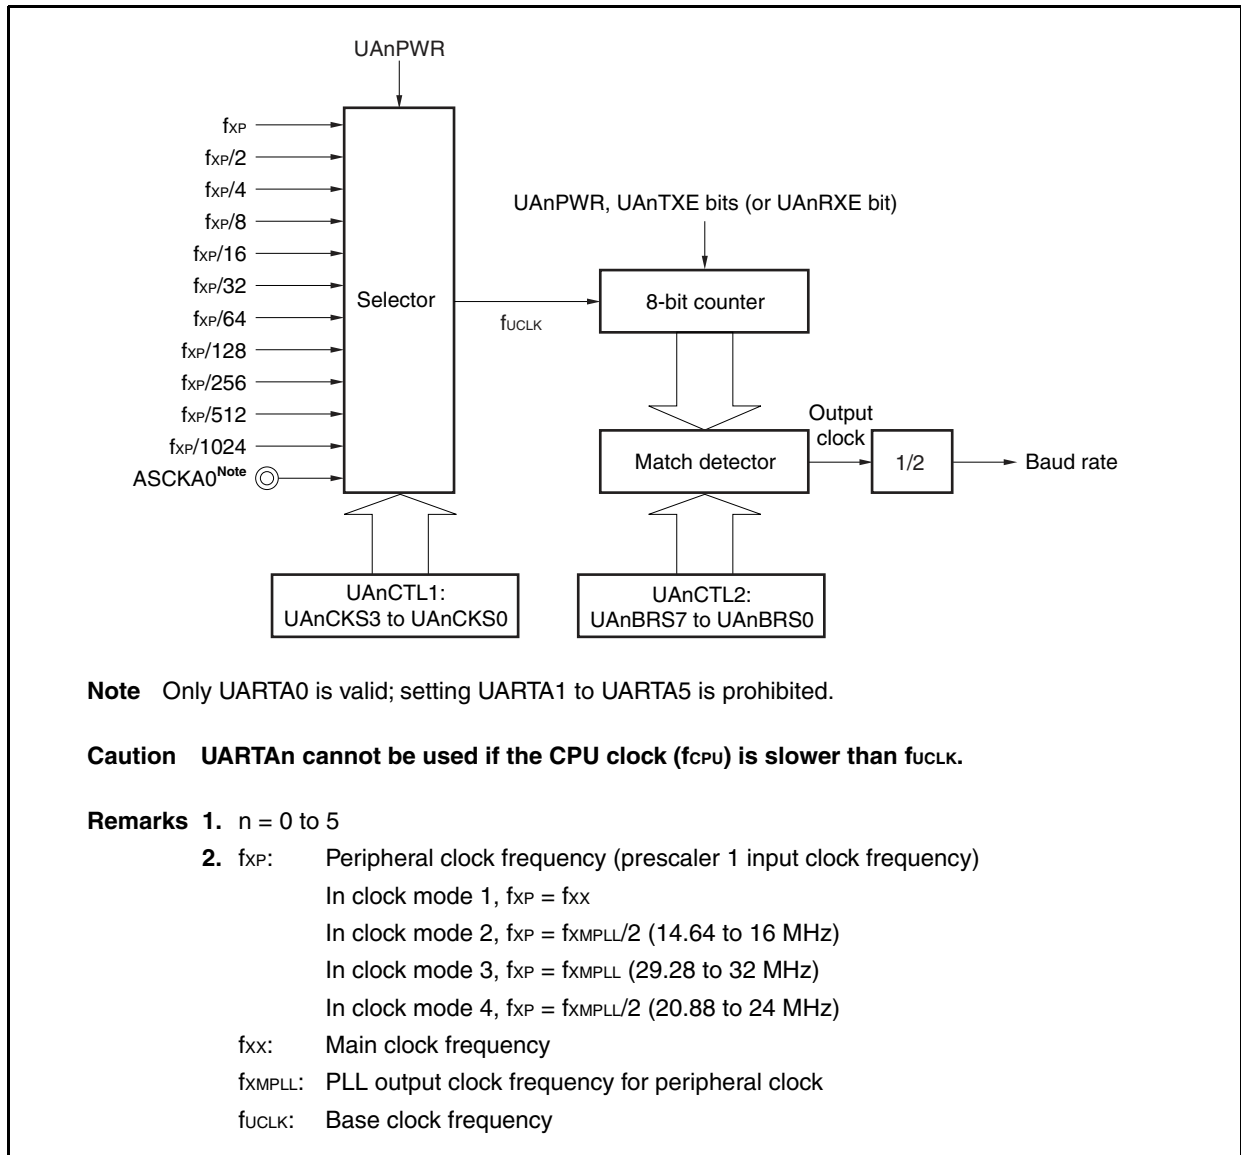 UAnPWR
fXP
fXP/2
fXP/4
fXP/8
fXP/16
fXP/32
fXP/64
fXP/128
fXP/256
fXP/512
fXP/1024
ASCKA0Note
Selector
fUCLK
UAnPWR, UAnTXE bits (or UAnRXE bit)
8-bit counter
Match detector
Output
clock
1/2
Baud rate
UAnCTL1:
UAnCKS3 to UAnCKS0
UAnCTL2:
UAnBRS7 to UAnBRS0
Note Only UARTA0 is valid; setting UARTA1 to UARTA5 is prohibited.
Caution UARTAn cannot be used if the CPU clock (fCPU) is slower than fUCLK.
Remarks 1. n = 0 to 5
2. fXP: Peripheral clock frequency (prescaler 1 input clock frequency)
In clock mode 1, fXP = fXX
In clock mode 2, fXP = fXMPLL/2 (14.64 to 16 MHz)
In clock mode 3, fXP = fXMPLL (29.28 to 32 MHz)
In clock mode 4, fXP = fXMPLL/2 (20.88 to 24 MHz)
fXX: Main clock frequency
fXMPLL: PLL output clock frequency for peripheral clock
fUCLK: Base clock frequency